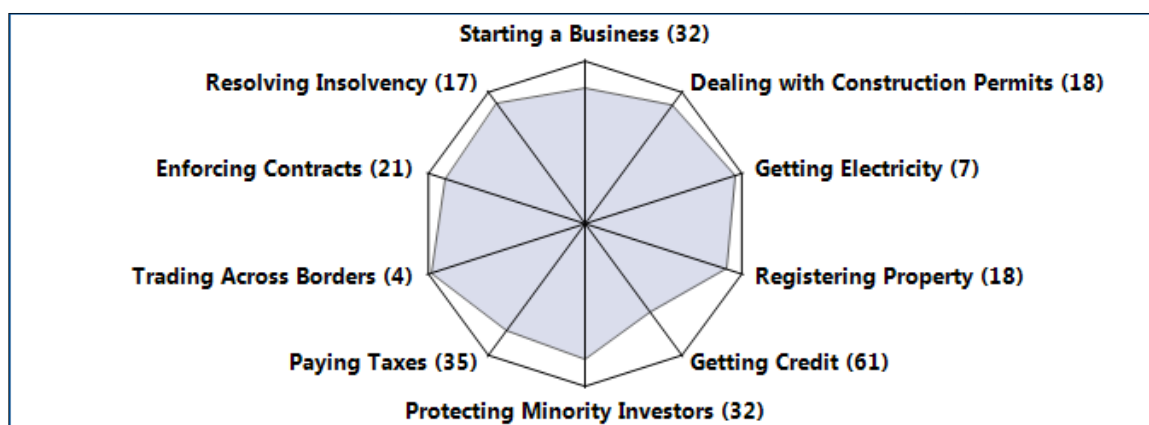 Starting a Business (32)
Resolving Insolvency (17)
Dealing with Construction Permits (18)
Enforcing Contracts (21)
Getting Electricity (7)
Trading Across Borders (4)
Registering Property (18)
Paying Taxes (35)
Getting Credit (61)
Protecting Minority Investors (32)